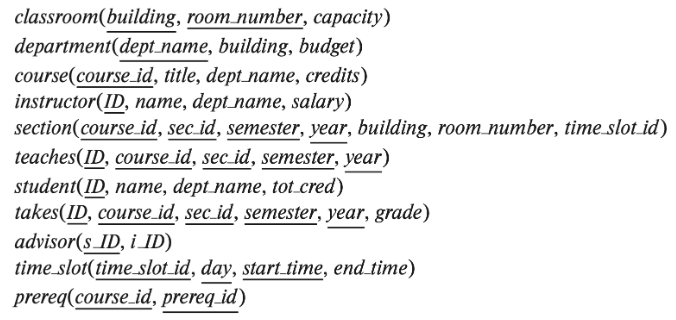 classroom(building, room_number, capacity)
department(dept_name, building, budget)
course(course_id, title, dept_name, credits)
instructor(ID, name, dept_name, salary)
section(course_id, sec_id, semester, year, building, room_number, time_slot_id)
teaches(ID, course_id, sec_id, semester, year)
student(ID, name, dept_name, tot_cred)
takes(ID, course_id, sec_id, semester, year, grade)
advisor(s_ID, i_ID)
time_slot(time_slot_id, day, start_time, end_time)
prereq(course_id, prereq_id)